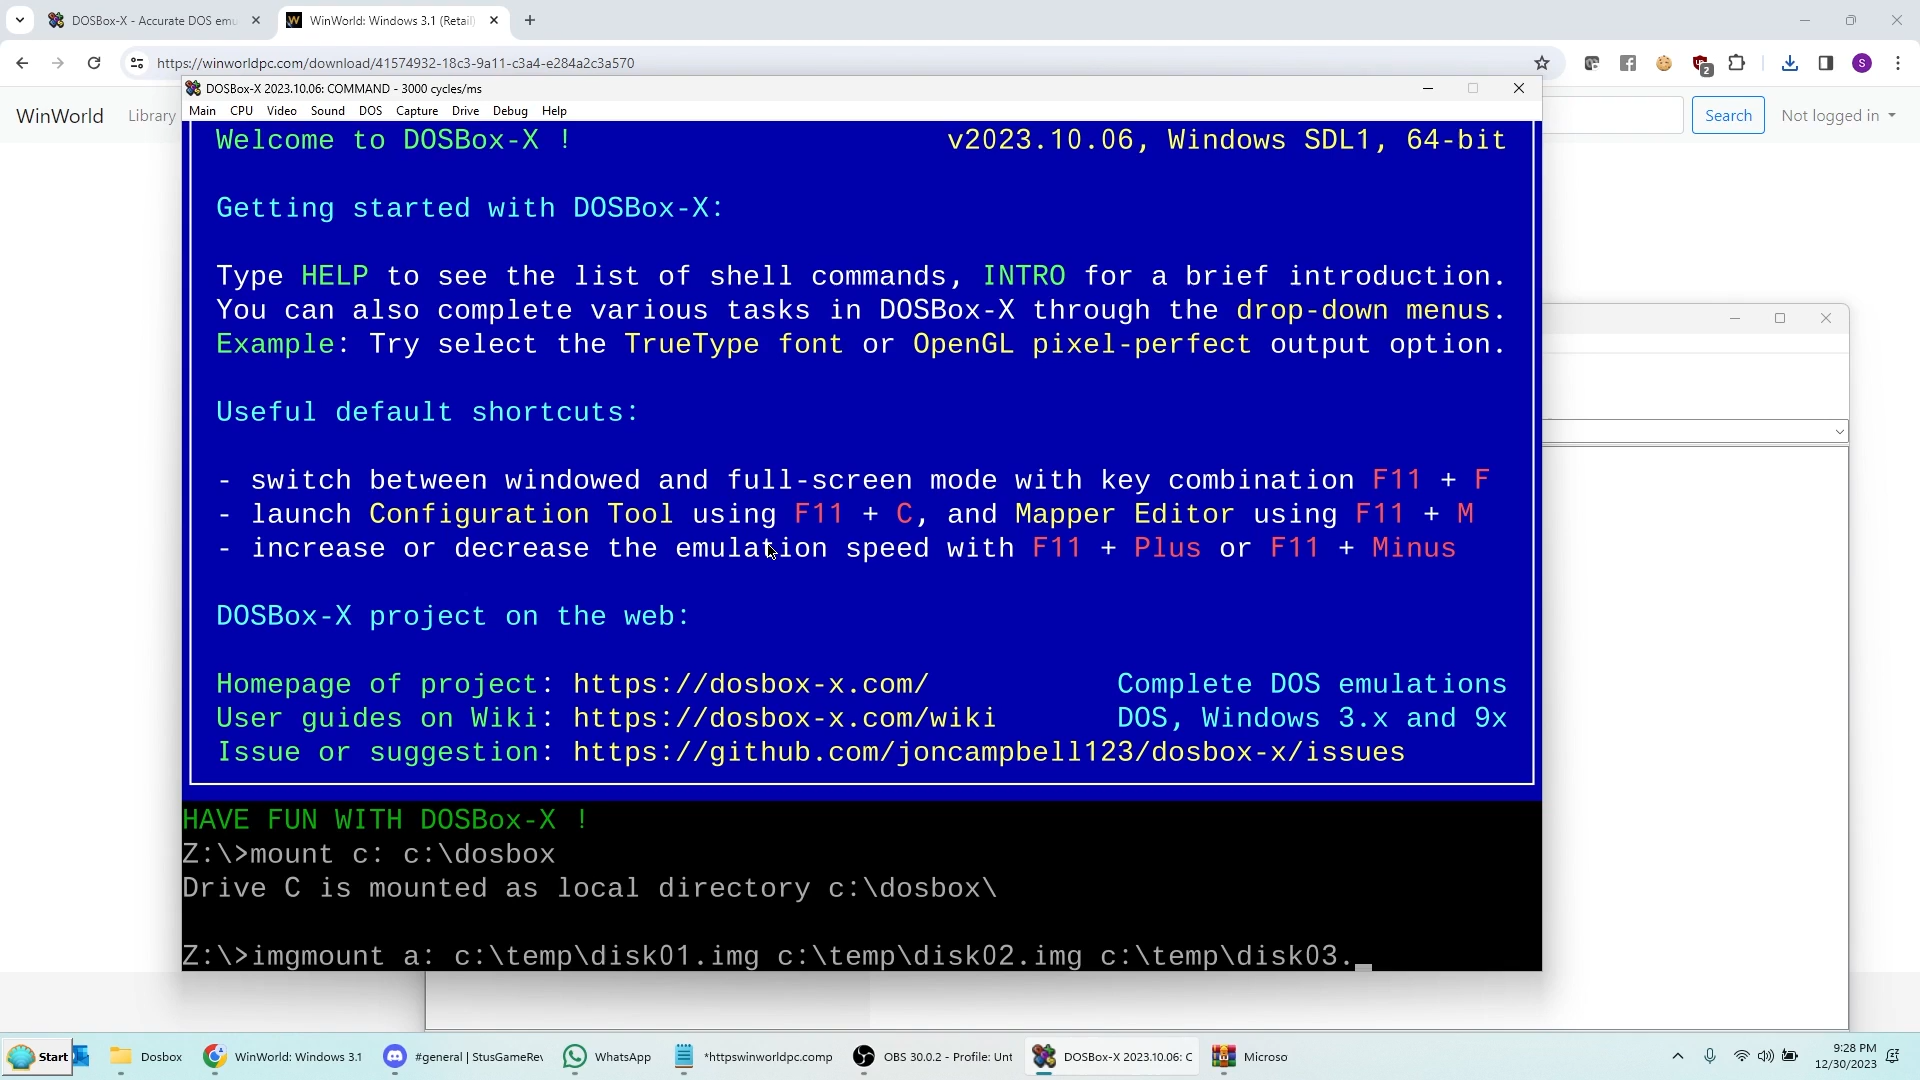 DOSBox-X - Accurate DOS emu
WinWorld: Windows 3.1 (Retail)
https://winworldpc.com/download/41574932-18c3-9a11-c3a4-e284a2c3a570
2
S
WinWorld
Library
Search
Not logged in
DOSBox-X 2023.10.06: COMMAND - 3000 cycles/ms
Main CPU Video Sound DOS Capture Drive Debug Help
Welcome to DOSBox-X ! v2023.10.06, Windows SDL1, 64-bit
Getting started with DOSBox-X:
Type HELP to see the list of shell commands, INTRO for a brief introduction.
You can also complete various tasks in DOSBox-X through the drop-down menus.
Example: Try select the TrueType font or OpenGL pixel-perfect output option.
Useful default shortcuts:
- switch between windowed and full-screen mode with key combination F11 + F
- launch Configuration Tool using F11 + C, and Mapper Editor using F11 + M
- increase or decrease the emulation speed with F11 + Plus or F11 + Minus
DOSBox-X project on the web:
Homepage of project: https://dosbox-x.com/ Complete DOS emulations
User guides on Wiki: https://dosbox-x.com/wiki DOS, Windows 3.x and 9x
Issue or suggestion: https://github.com/joncampbell123/dosbox-x/issues
HAVE FUN WITH DOSBox-X !
Z:\>mount c: c:\dosbox
Drive C is mounted as local directory c:\dosbox\
Z:\>imgmount a: c:\temp\disk01.img c:\temp\disk02.img c:\temp\disk03._
Start
Dosbox
WinWorld: Windows 3.1
#general | StusGameRev
WhatsApp
*httpswinworldpc.comp
OBS 30.0.2 - Profile: Unt
DOSBox-X 2023.10.06: C
Microso
9:28 PM
12/30/2023